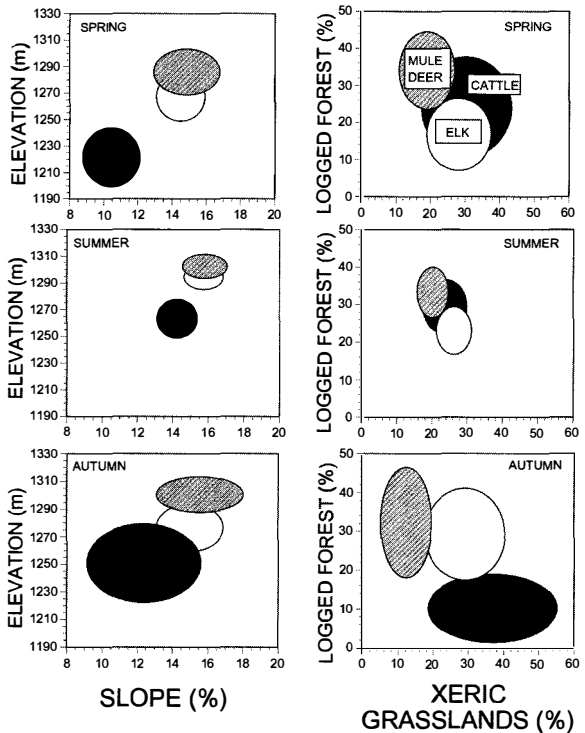 SPRING
ELEVATION (m)
1330
1310
1290
1270
1250
1230
1210
1190
8 10 12 14 16 18 20
SPRING
LOGGED FOREST (%)
50
40
30
20
10
0
0 10 20 30 40 50 60
MULE
DEER
CATTLE
ELK
SUMMER
ELEVATION (m)
1330
1310
1290
1270
1250
1230
1210
1190
8 10 12 14 16 18 20
SUMMER
LOGGED FOREST (%)
50
40
30
20
10
0
0 10 20 30 40 50 60
AUTUMN
ELEVATION (m)
1330
1310
1290
1270
1250
1230
1210
1190
8 10 12 14 16 18 20
SLOPE (%)
AUTUMN
LOGGED FOREST (%)
50
40
30
20
10
0
0 10 20 30 40 50 60
XERIC
GRASSLANDS (%)